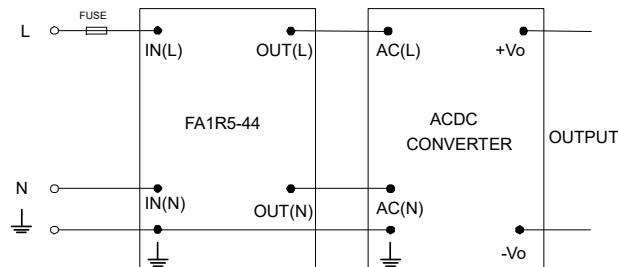 FUSE
L
IN(L)
OUT(L)
AC(L)
+Vo
FA1R5-44
ACDC
CONVERTER
OUTPUT
N
IN(N)
OUT(N)
AC(N)
-Vo